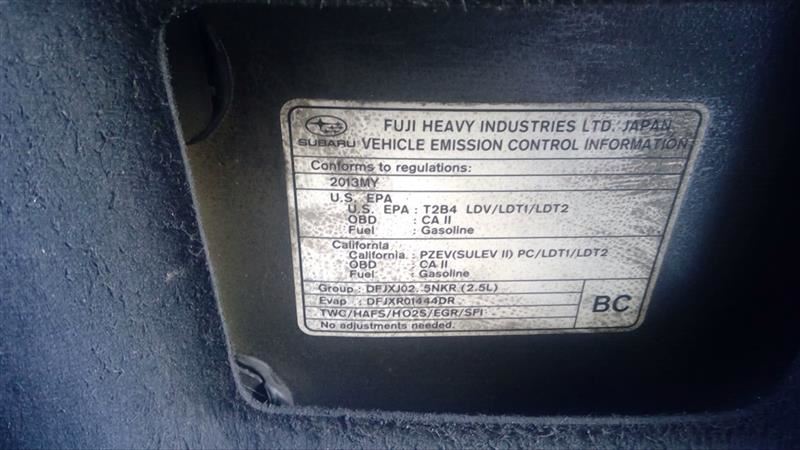 SUBARU
FUJI HEAVY INDUSTRIES LTD. JAPAN
VEHICLE EMISSION CONTROL INFORMATION
Conforms to regulations:
2013MY
U.S. EPA
U.S. EPA : T2B4 LDV/LDT1/LDT2
OBD : CA II
Fuel : Gasoline
California
California : PZEV(SULEV II) PC/LDT1/LDT2
OBD : CA II
Fuel : Gasoline
Group : DFJXJ02. 5NKR (2.5L)
Evap : DFJXR01444DR
TWC/HAFS/HO2S/EGR/SFI
No adjustments needed.
BC